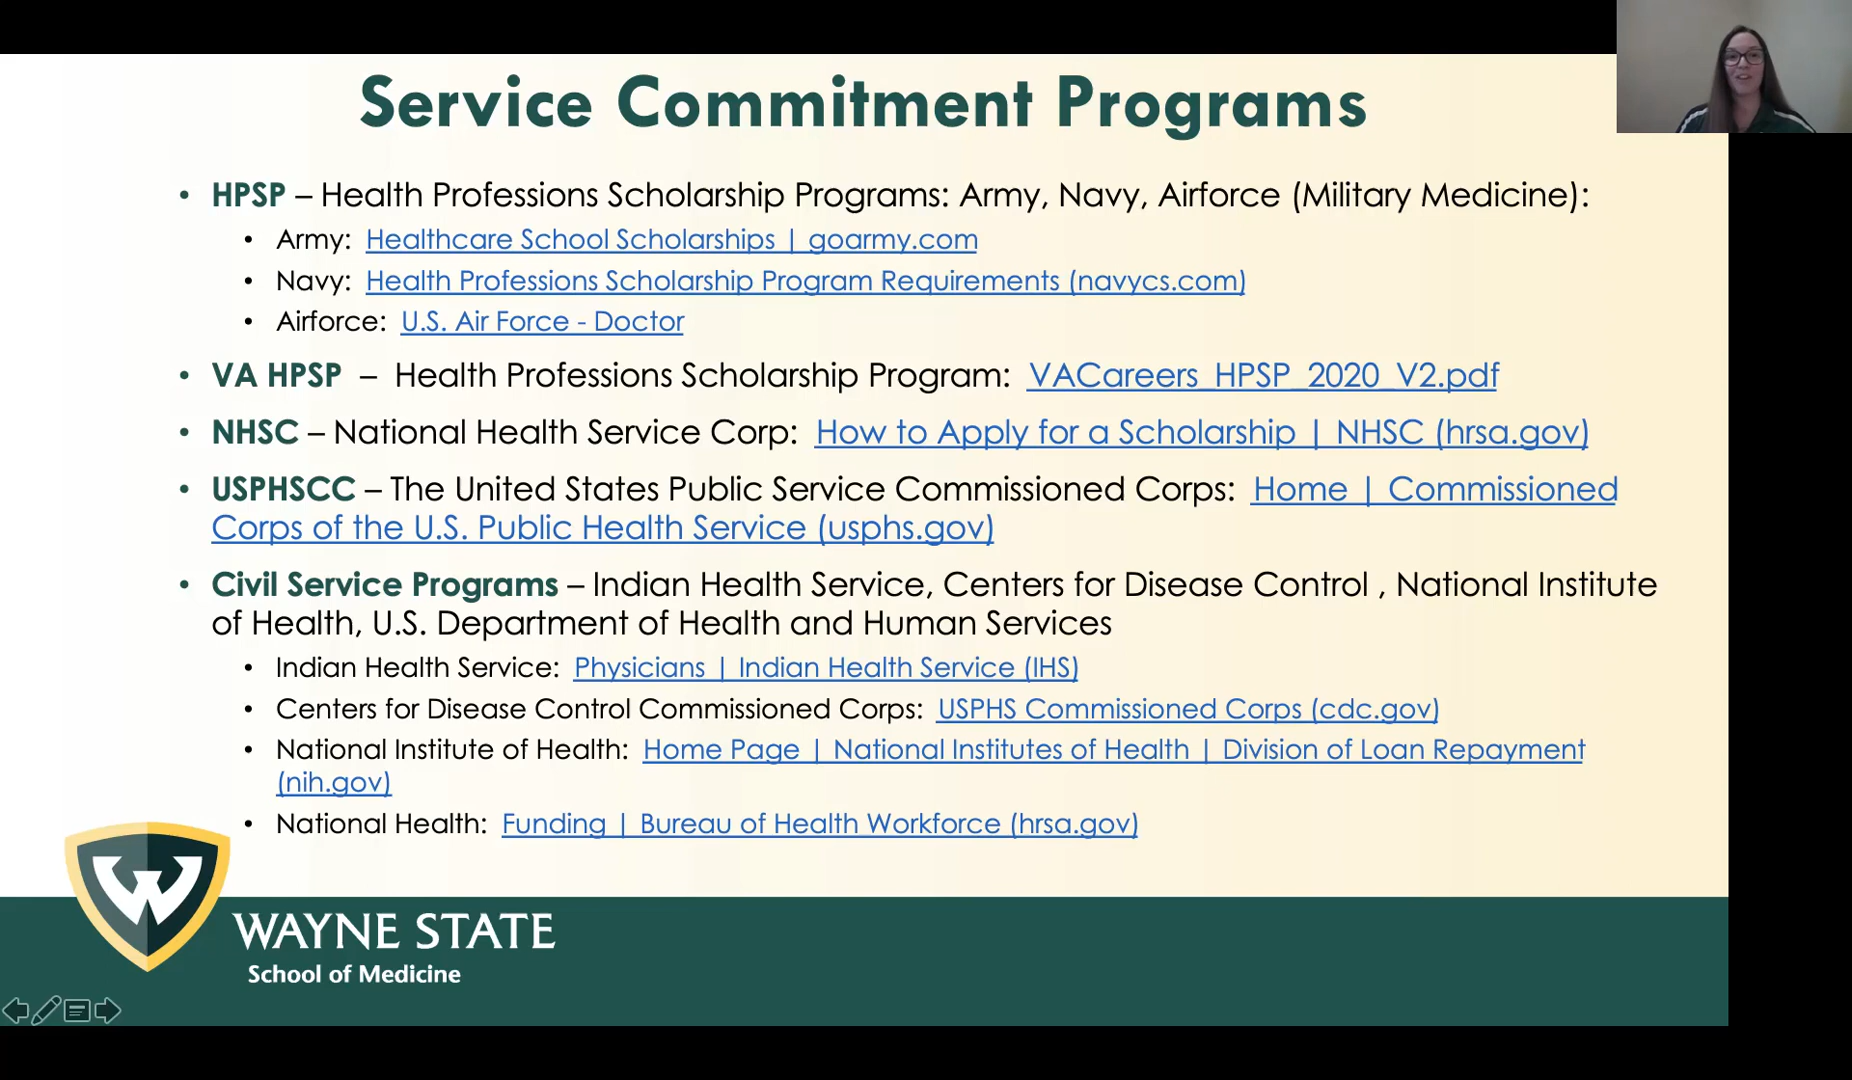 Service Commitment Programs
• HPSP – Health Professions Scholarship Programs: Army, Navy, Airforce (Military Medicine):
• Army: Healthcare School Scholarships | goarmy.com
• Navy: Health Professions Scholarship Program Requirements (navycs.com)
• Airforce: U.S. Air Force - Doctor
• VA HPSP – Health Professions Scholarship Program: VACareers_HPSP_2020_V2.pdf
• NHSC – National Health Service Corp: How to Apply for a Scholarship | NHSC (hrsa.gov)
• USPHSCC – The United States Public Service Commissioned Corps: Home | Commissioned
Corps of the U.S. Public Health Service (usphs.gov)
• Civil Service Programs – Indian Health Service, Centers for Disease Control , National Institute
of Health, U.S. Department of Health and Human Services
• Indian Health Service: Physicians | Indian Health Service (IHS)
• Centers for Disease Control Commissioned Corps: USPHS Commissioned Corps (cdc.gov)
• National Institute of Health: Home Page | National Institutes of Health | Division of Loan Repayment
(nih.gov)
• National Health: Funding | Bureau of Health Workforce (hrsa.gov)
W
WAYNE STATE
School of Medicine